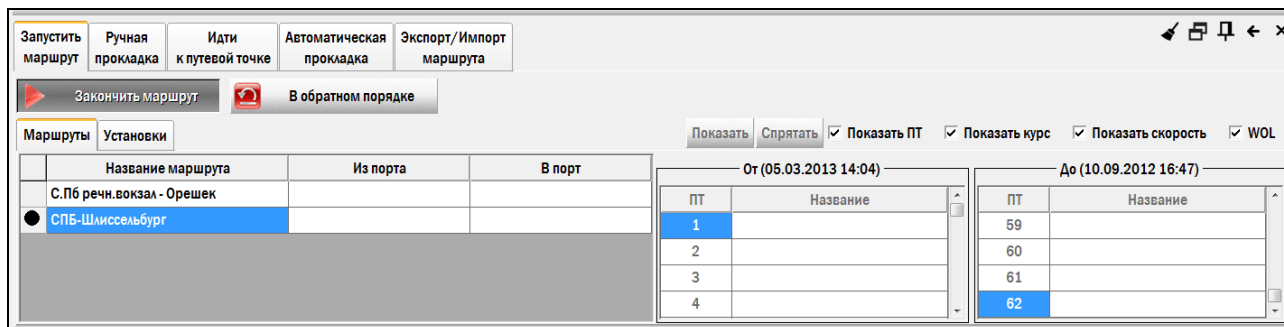 Запустить маршрут
Ручная прокладка
Идти к путевой точке
Автоматическая прокладка
Экспорт/Импорт маршрута
Закончить маршрут
В обратном порядке
Маршруты
Установки
Показать
Спрятать
Показать ПТ
Показать курс
Показать скорость
WOL
Название маршрута
Из порта
В порт
С.Пб речн.вокзал - Орешек
СПБ-Шлиссельбург
От (05.03.2013 14:04)
ПТ
Название
1
2
3
4
До (10.09.2012 16:47)
ПТ
Название
59
60
61
62